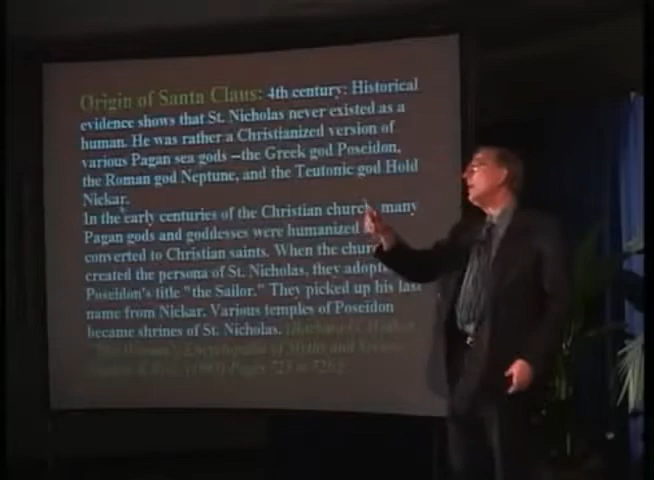 Origin of Santa Claus: 4th century: Historical
evidence shows that St. Nicholas never existed as a
human. He was rather a Christianized version of
various Pagan sea gods –the Greek god Poseidon,
the Roman god Neptune, and the Teutonic god Hold
Nickar.
In the early centuries of the Christian church, many
Pagan gods and goddesses were humanized
converted to Christian saints. When the
created the persona of St. Nicholas, they
Poseidon's title "the Sailor." They picked up his last
name from Nickar. Various temples of Poseidon
became shrines of St. Nicholas.
Encyclopedia of Myths and